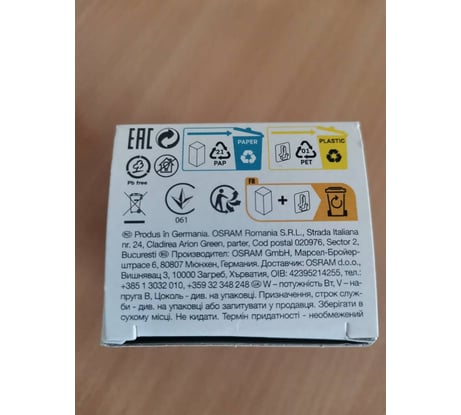 EAC
21
PAP
PAPER
01
PET
PLASTIC
Pb free
061
FR
+
RO Produs în Germania. OSRAM Romania S.R.L., Strada Italiana
nr. 24, Cladirea Arion Green, parter, Cod postal 020976, Sector 2,
Bucuresti BG Производител: OSRAM GmbH, Марсел-Бройер-
штрасе 6, 80807 Мюнхен, Германия. Доставчик: OSRAM d.o.o.,
Вишнявац 3, 10000 Загреб, Хърватия, OIB: 42395214255, тел.:
+385 1 3032 010, +359 32 348 248 UA W – потужність Вт, V – на-
пруга В, Цоколь - див. на упаковці. Призначення, строк служ-
би - див. на упаковці або запитувати у продавця. Зберігати в
сухому місці. Не кидати. Термін придатності - необмежений